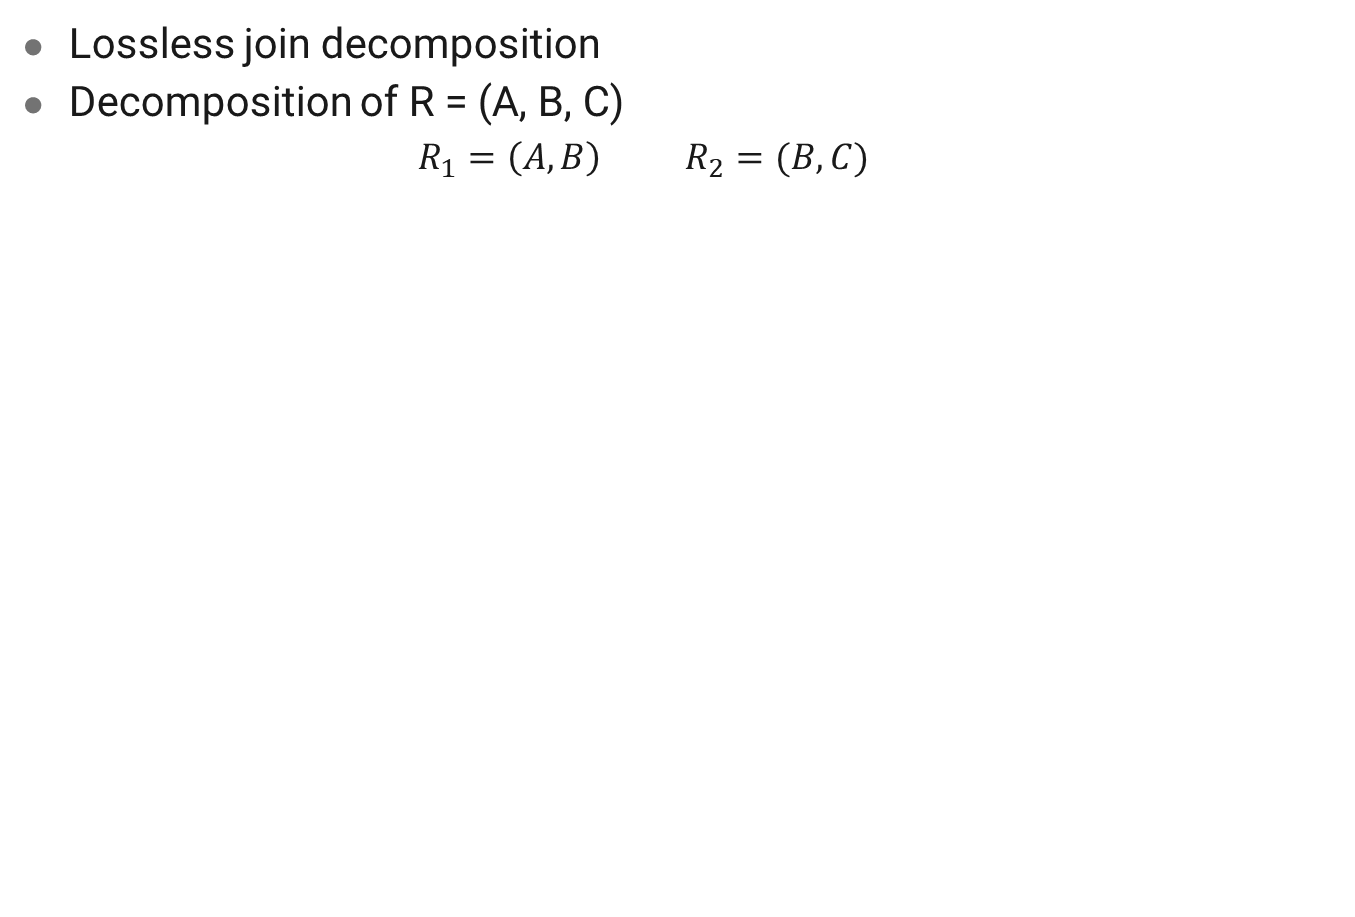 • Lossless join decomposition
• Decomposition of R = (A, B, C)
R₁ = (A, B) R₂ = (B, C)